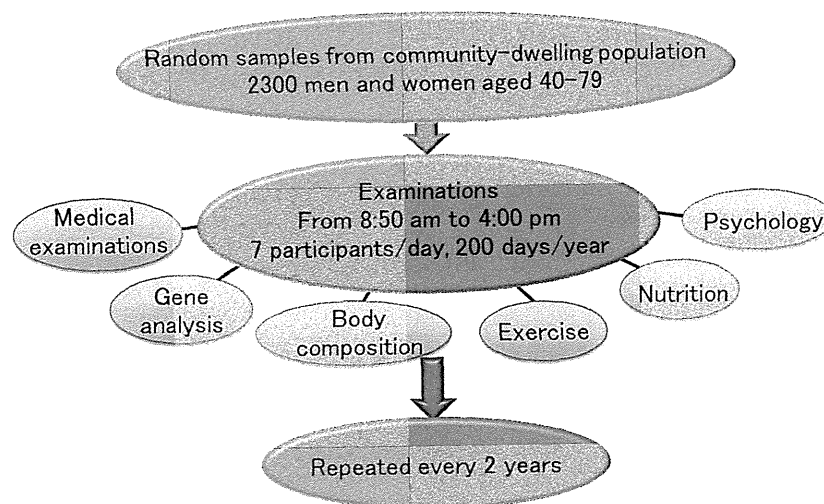 Random samples from community-dwelling population
2300 men and women aged 40-79
Examinations
From 8:50 am to 4:00 pm
7 participants/day, 200 days/year
Medical
examinations
Gene
analysis
Body
composition
Exercise
Nutrition
Psychology
Repeated every 2 years